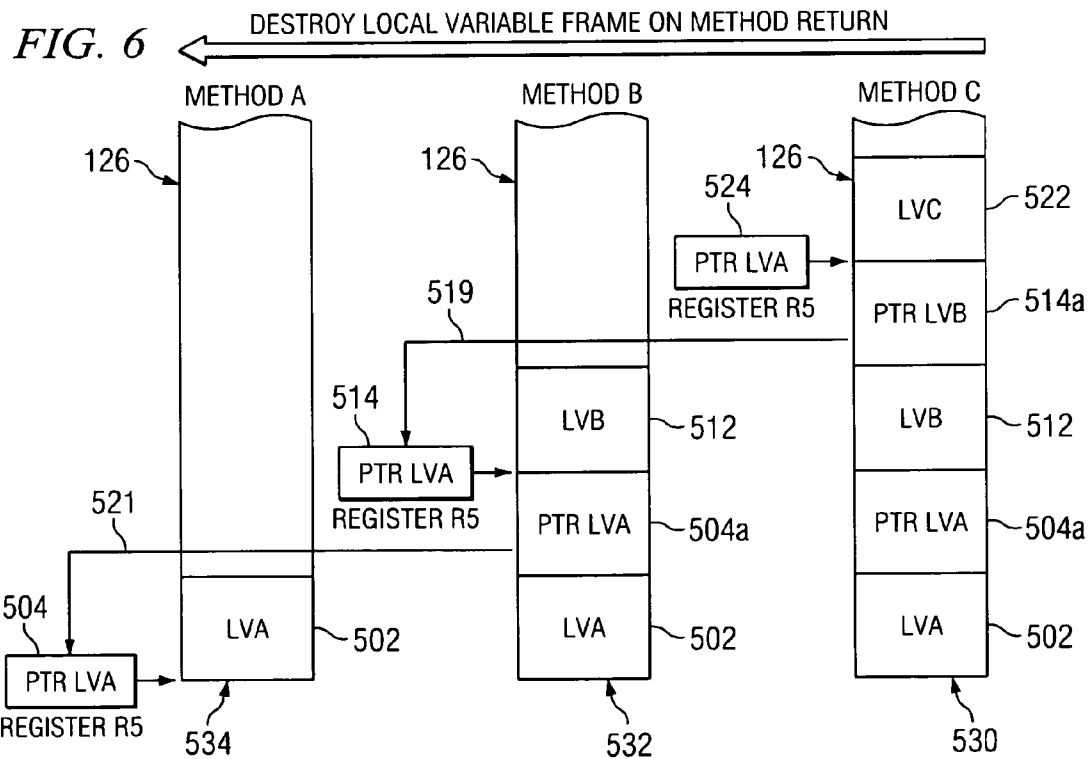 FIG. 6
DESTROY LOCAL VARIABLE FRAME ON METHOD RETURN
METHOD A
METHOD B
METHOD C
126
126
126
524
LVC
522
PTR LVA
REGISTER R5
519
PTR LVB
514a
514
LVB
512
LVB
512
PTR LVA
REGISTER R5
521
PTR LVA
504a
PTR LVA
504a
504
LVA
502
LVA
502
LVA
502
PTR LVA
REGISTER R5
534
532
530